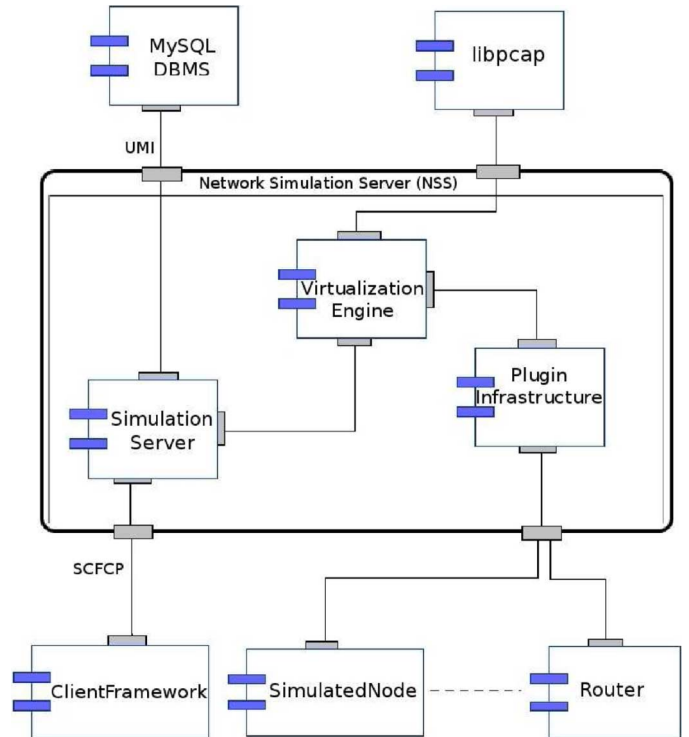 MySQL
DBMS
libpcap
UMI
Network Simulation Server (NSS)
Virtualization
Engine
Plugin
Infrastructure
Simulation
Server
SCFCP
ClientFramework
SimulatedNode
Router